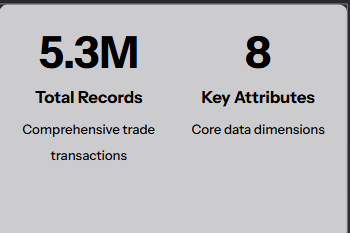 5.3M
Total Records
Comprehensive trade
transactions
8
Key Attributes
Core data dimensions